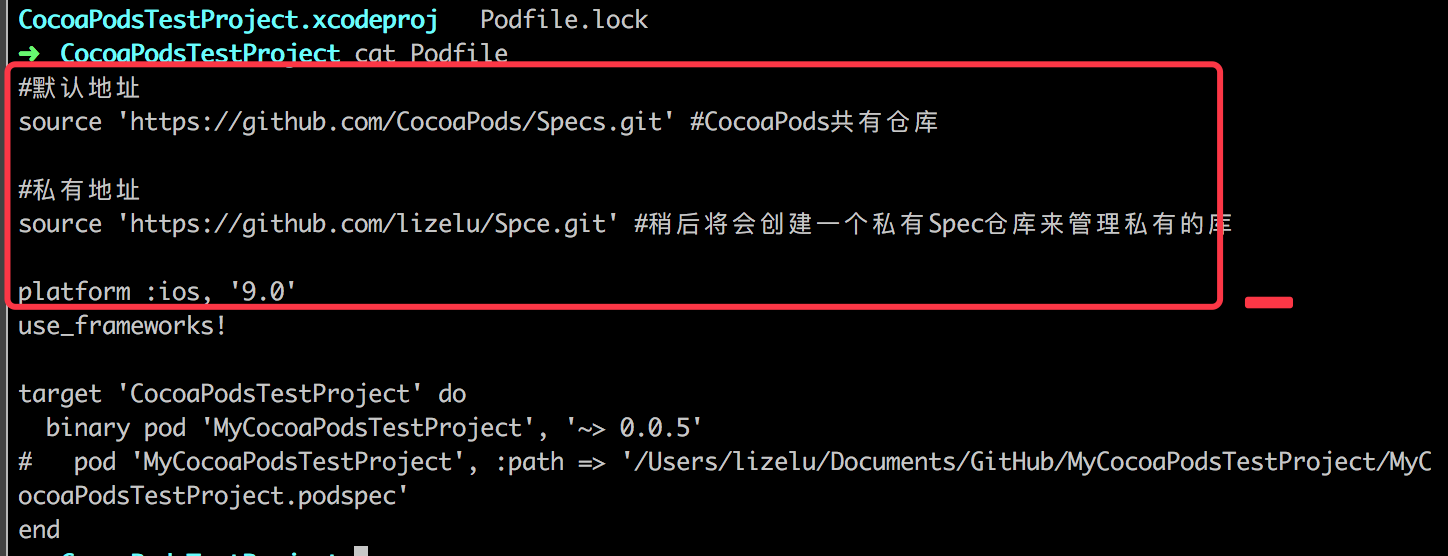 CocoaPodsTestProject.xcodeproj   Podfile.lock
➜  CocoaPodsTestProject cat Podfile
#默认地址
source 'https://github.com/CocoaPods/Specs.git' #CocoaPods共有仓库
#私有地址
source 'https://github.com/lizelu/Spce.git' #稍后将会创建一个私有Spec仓库来管理私有的库
platform :ios, '9.0'
use_frameworks!
target 'CocoaPodsTestProject' do
  binary pod 'MyCocoaPodsTestProject', '~> 0.0.5'
#   pod 'MyCocoaPodsTestProject', :path => '/Users/lizelu/Documents/GitHub/MyCocoaPodsTestProject/MyC
ocoaPodsTestProject.podspec'
end